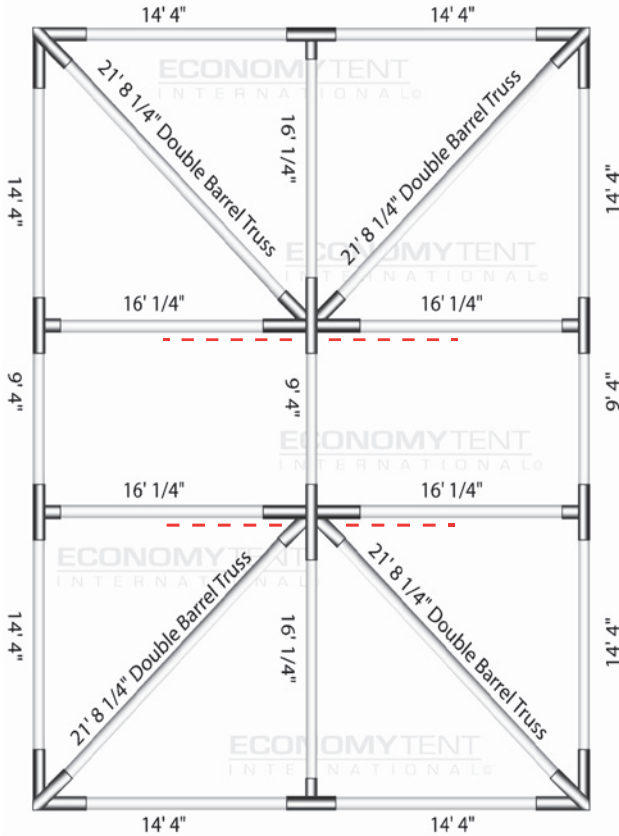 14' 4"
14' 4"
ECONOMYTENT
INTERNATIONAL©
21' 8 1/4" Double Barrel Truss
16' 1/4"
21' 8 1/4" Double Barrel Truss
14' 4"
14' 4"
ECONOMYTENT
INTERNATIONAL©
16' 1/4"
16' 1/4"
9' 4"
9' 4"
9' 4"
ECONOMYTENT
INTERNATIONAL©
16' 1/4"
16' 1/4"
ECONOMYTENT
INTERNATIONAL
21' 8 1/4" Double Barrel Truss
16' 1/4"
21' 8 1/4" Double Barrel Truss
14' 4"
14' 4"
ECONOMYTENT
INTERNATIONAL©
14' 4"
14' 4"